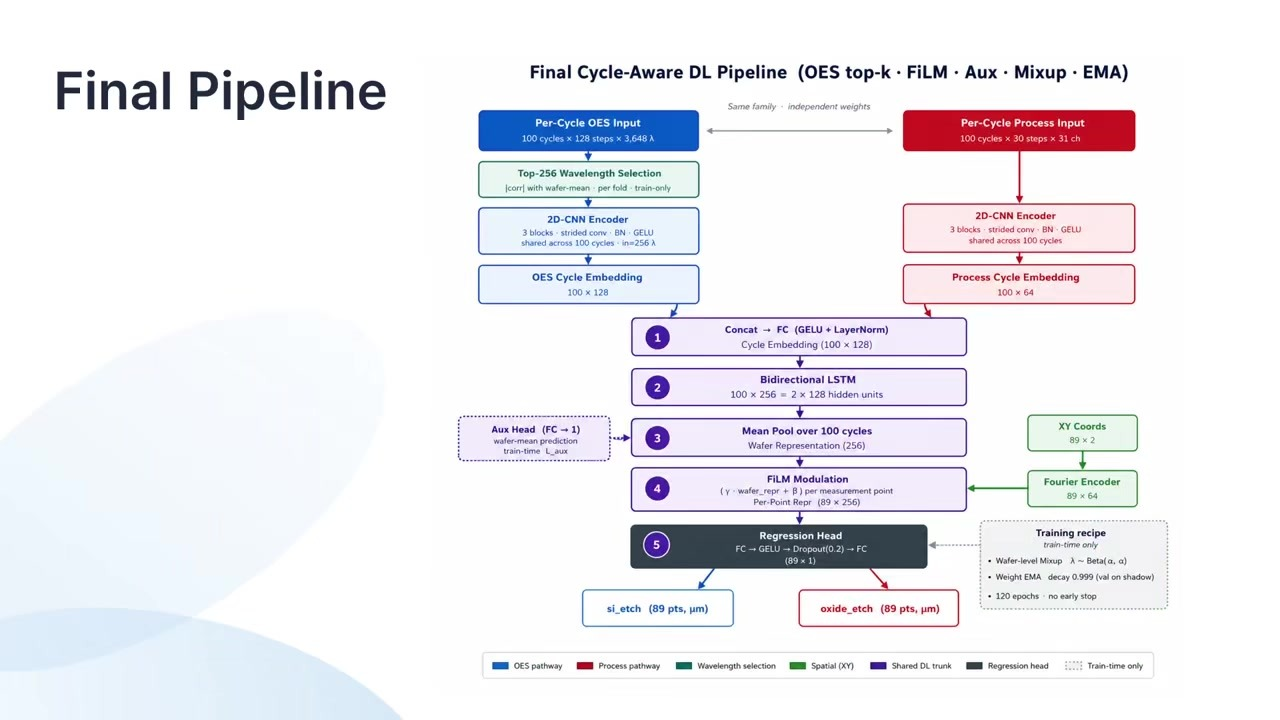 Final Pipeline
Final Cycle-Aware DL Pipeline (OES top-k · FiLM · Aux · Mixup · EMA)
Same family · independent weights
Per-Cycle OES Input
100 cycles × 128 steps × 3,648 λ
Per-Cycle Process Input
100 cycles × 30 steps × 31 ch
Top-256 Wavelength Selection
|corr| with wafer-mean · per fold · train-only
2D-CNN Encoder
3 blocks · strided conv · BN · GELU
shared across 100 cycles · in=256 λ
2D-CNN Encoder
3 blocks · strided conv · BN · GELU
shared across 100 cycles
OES Cycle Embedding
100 × 128
Process Cycle Embedding
100 × 64
1
Concat → FC (GELU + LayerNorm)
Cycle Embedding (100 × 128)
2
Bidirectional LSTM
100 × 256 = 2 × 128 hidden units
Aux Head (FC → 1)
wafer-mean prediction
train-time L_aux
3
Mean Pool over 100 cycles
Wafer Representation (256)
XY Coords
89 × 2
4
FiLM Modulation
( γ · wafer_repr + β ) per measurement point
Per-Point Repr (89 × 256)
Fourier Encoder
89 × 64
5
Regression Head
FC → GELU → Dropout(0.2) → FC
(89 × 1)
Training recipe
train-time only
• Wafer-level Mixup λ ~ Beta(α, α)
• Weight EMA decay 0.999 (val on shadow)
• 120 epochs · no early stop
si_etch (89 pts, µm)
oxide_etch (89 pts, µm)
OES pathway
Process pathway
Wavelength selection
Spatial (XY)
Shared DL trunk
Regression head
Train-time only